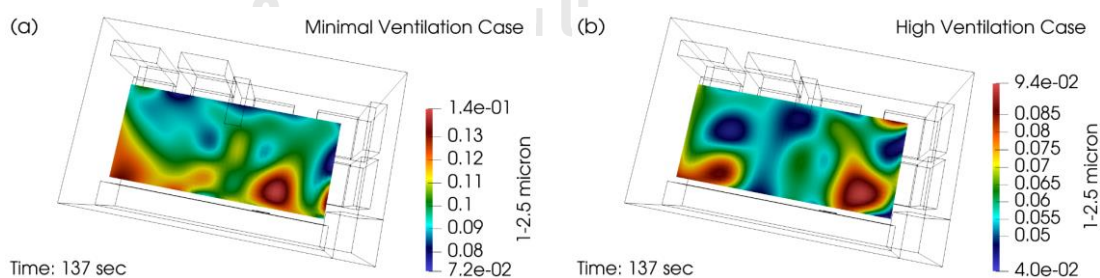 (a)
Minimal Ventilation Case
1.4e-01
0.13
0.12
0.11
0.1
0.09
0.08
7.2e-02
1-2.5 micron
Time: 137 sec
(b)
High Ventilation Case
9.4e-02
0.085
0.08
0.075
0.07
0.065
0.06
0.055
0.05
4.0e-02
1-2.5 micron
Time: 137 sec